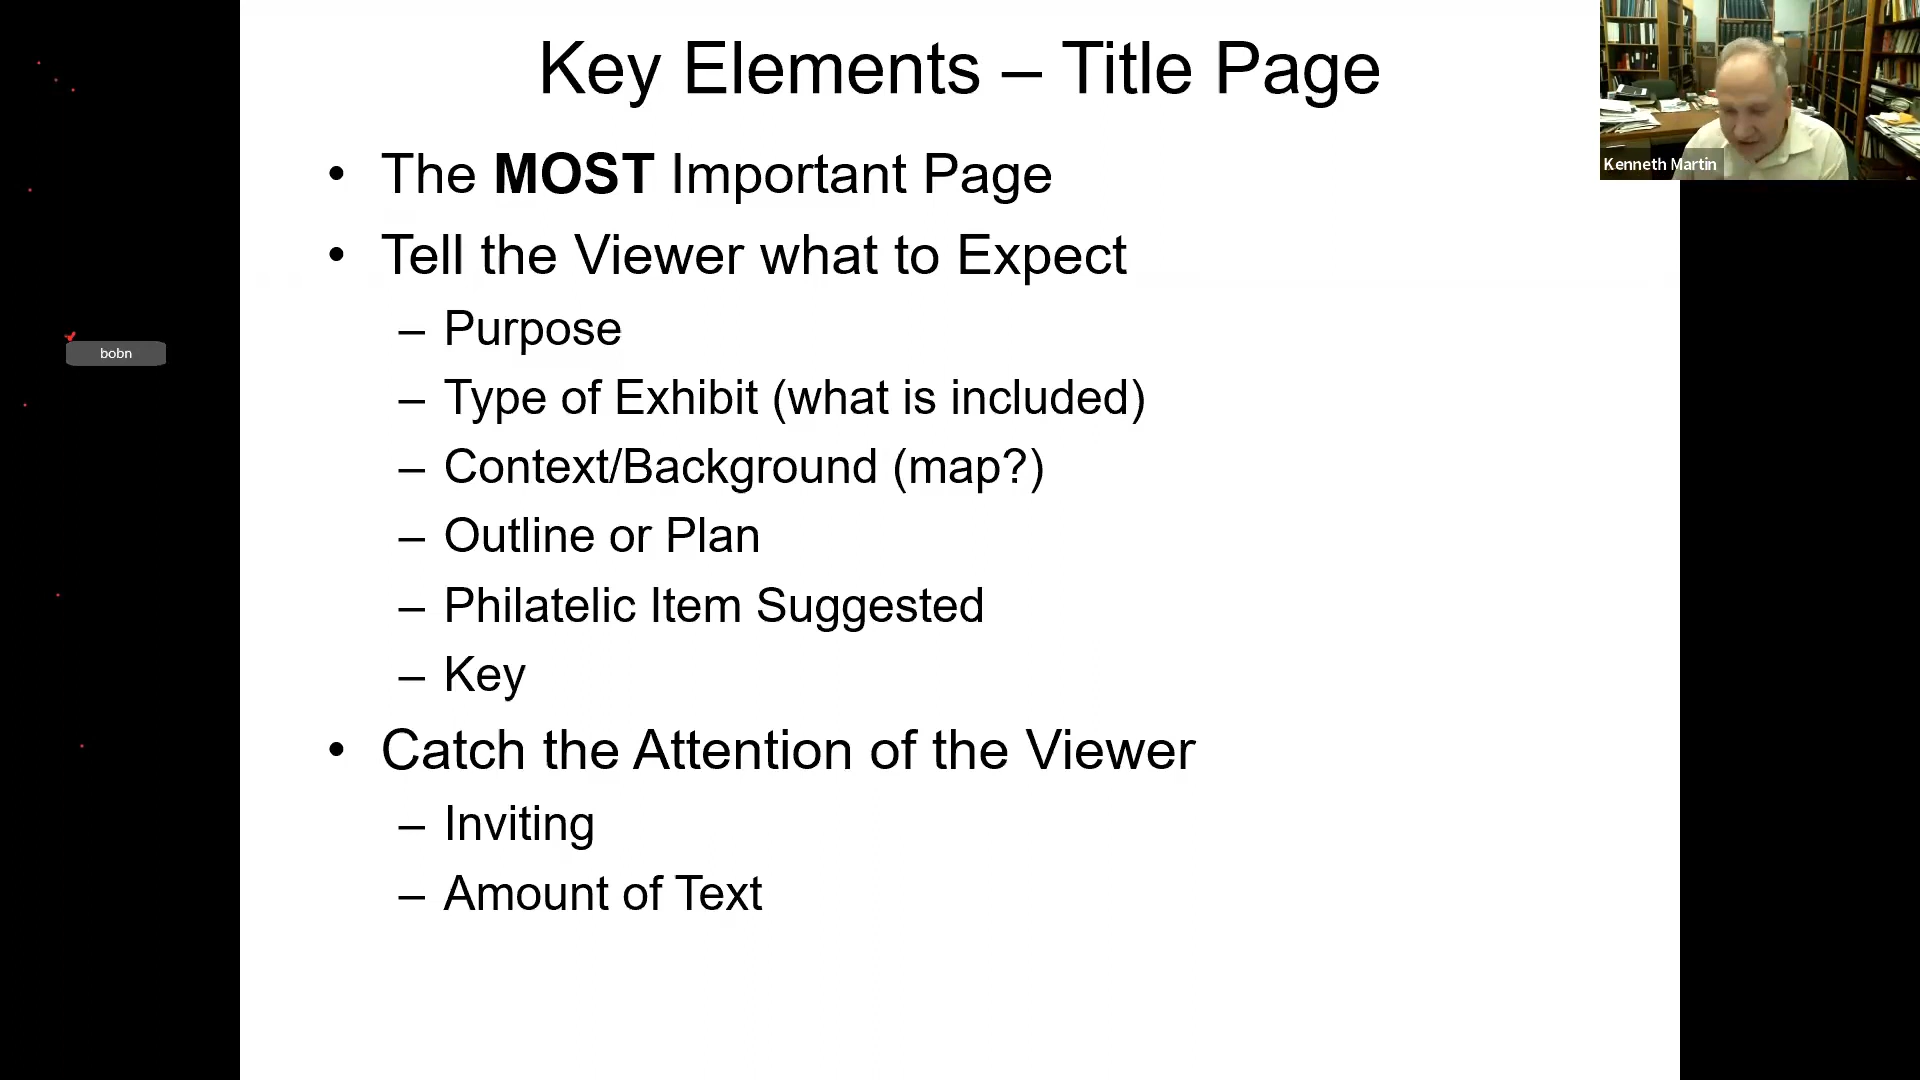 Key Elements – Title Page
• The MOST Important Page
• Tell the Viewer what to Expect
– Purpose
– Type of Exhibit (what is included)
– Context/Background (map?)
– Outline or Plan
– Philatelic Item Suggested
– Key
• Catch the Attention of the Viewer
– Inviting
– Amount of Text
Kenneth Martin
bobn